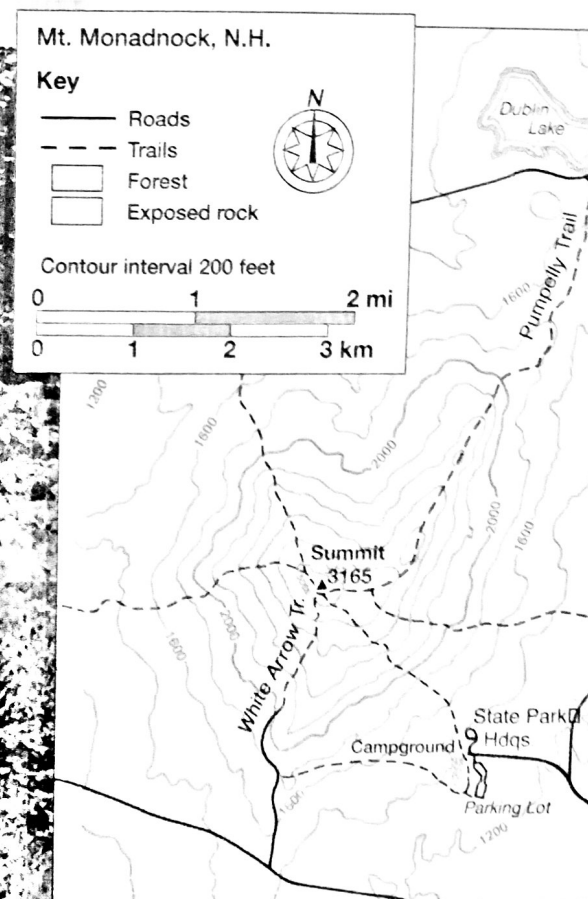 Mt. Monadnock, N.H.
Key
N
Roads
Trails
Forest
Exposed rock
Contour interval 200 feet
0 1 2 mi
0 1 2 3 km
Dublin
Lake
Pumpelly Trail
1600
1200
1600
2000
2000
1600
Summit
3165
2000
1600
White Arrow Tr.
State Park
Hdqs
Campground
1600
Parking Lot
1200